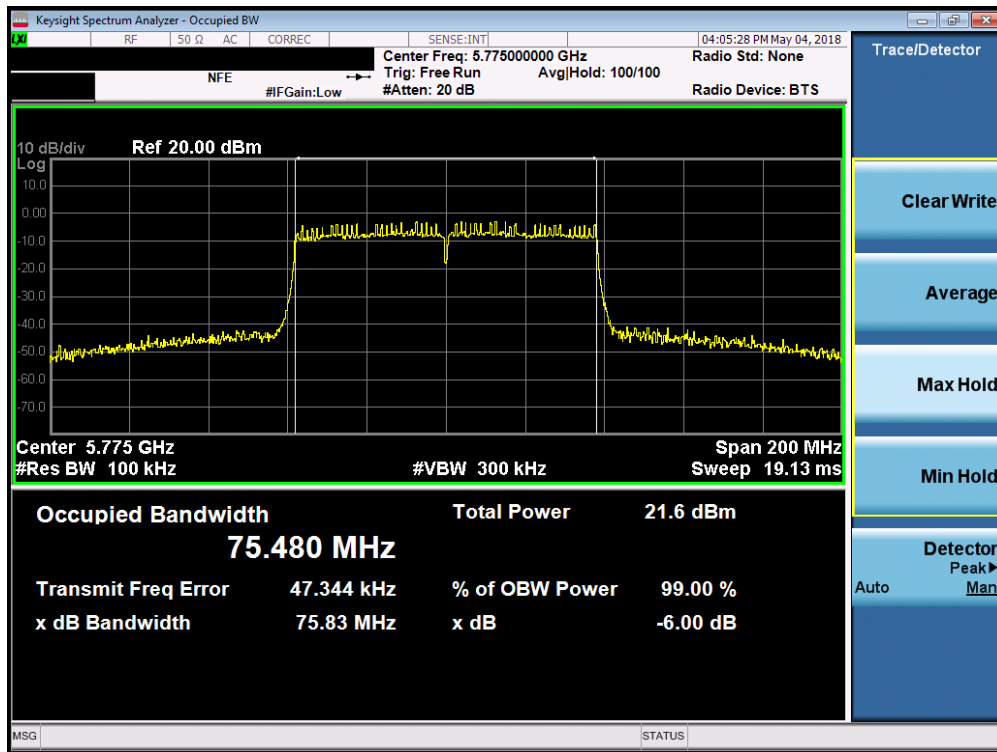 Keysight Spectrum Analyzer - Occupied BW
LXI RF 50 Ω AC CORREC SENSE:INT 04:05:28 PM May 04, 2018
Center Freq: 5.775000000 GHz Radio Std: None
NFE Trig: Free Run Avg|Hold: 100/100
#IFGain:Low #Atten: 20 dB Radio Device: BTS
Trace/Detector
10 dB/div Ref 20.00 dBm
Log
10.0
0.00
-10.0
-20.0
-30.0
-40.0
-50.0
-60.0
-70.0
Center 5.775 GHz Span 200 MHz
#Res BW 100 kHz #VBW 300 kHz Sweep 19.13 ms
Occupied Bandwidth Total Power 21.6 dBm
75.480 MHz
Transmit Freq Error 47.344 kHz % of OBW Power 99.00 %
x dB Bandwidth 75.83 MHz x dB -6.00 dB
Clear Write
Average
Max Hold
Min Hold
Detector
Peak▶
Auto Man
MSG STATUS